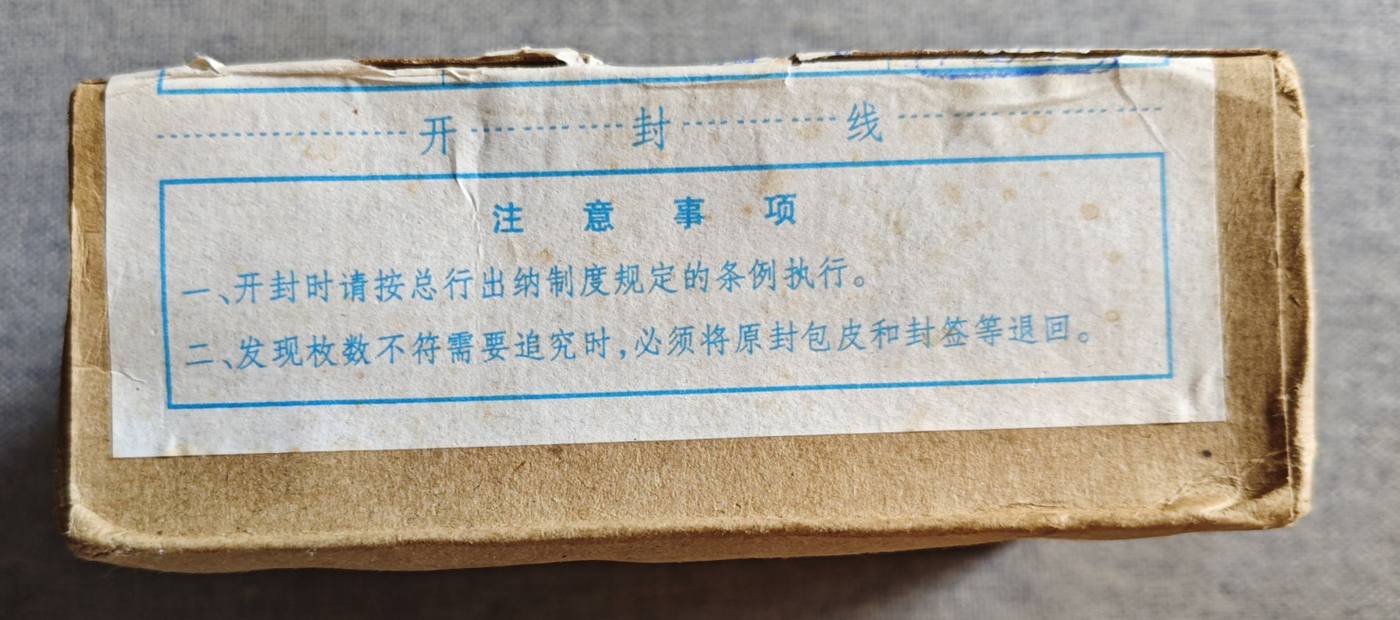 开封线
注意事项
一、开封时请按总行出纳制度规定的条例执行。
二、发现枚数不符需要追究时,必须将原封包皮和封签等退回。